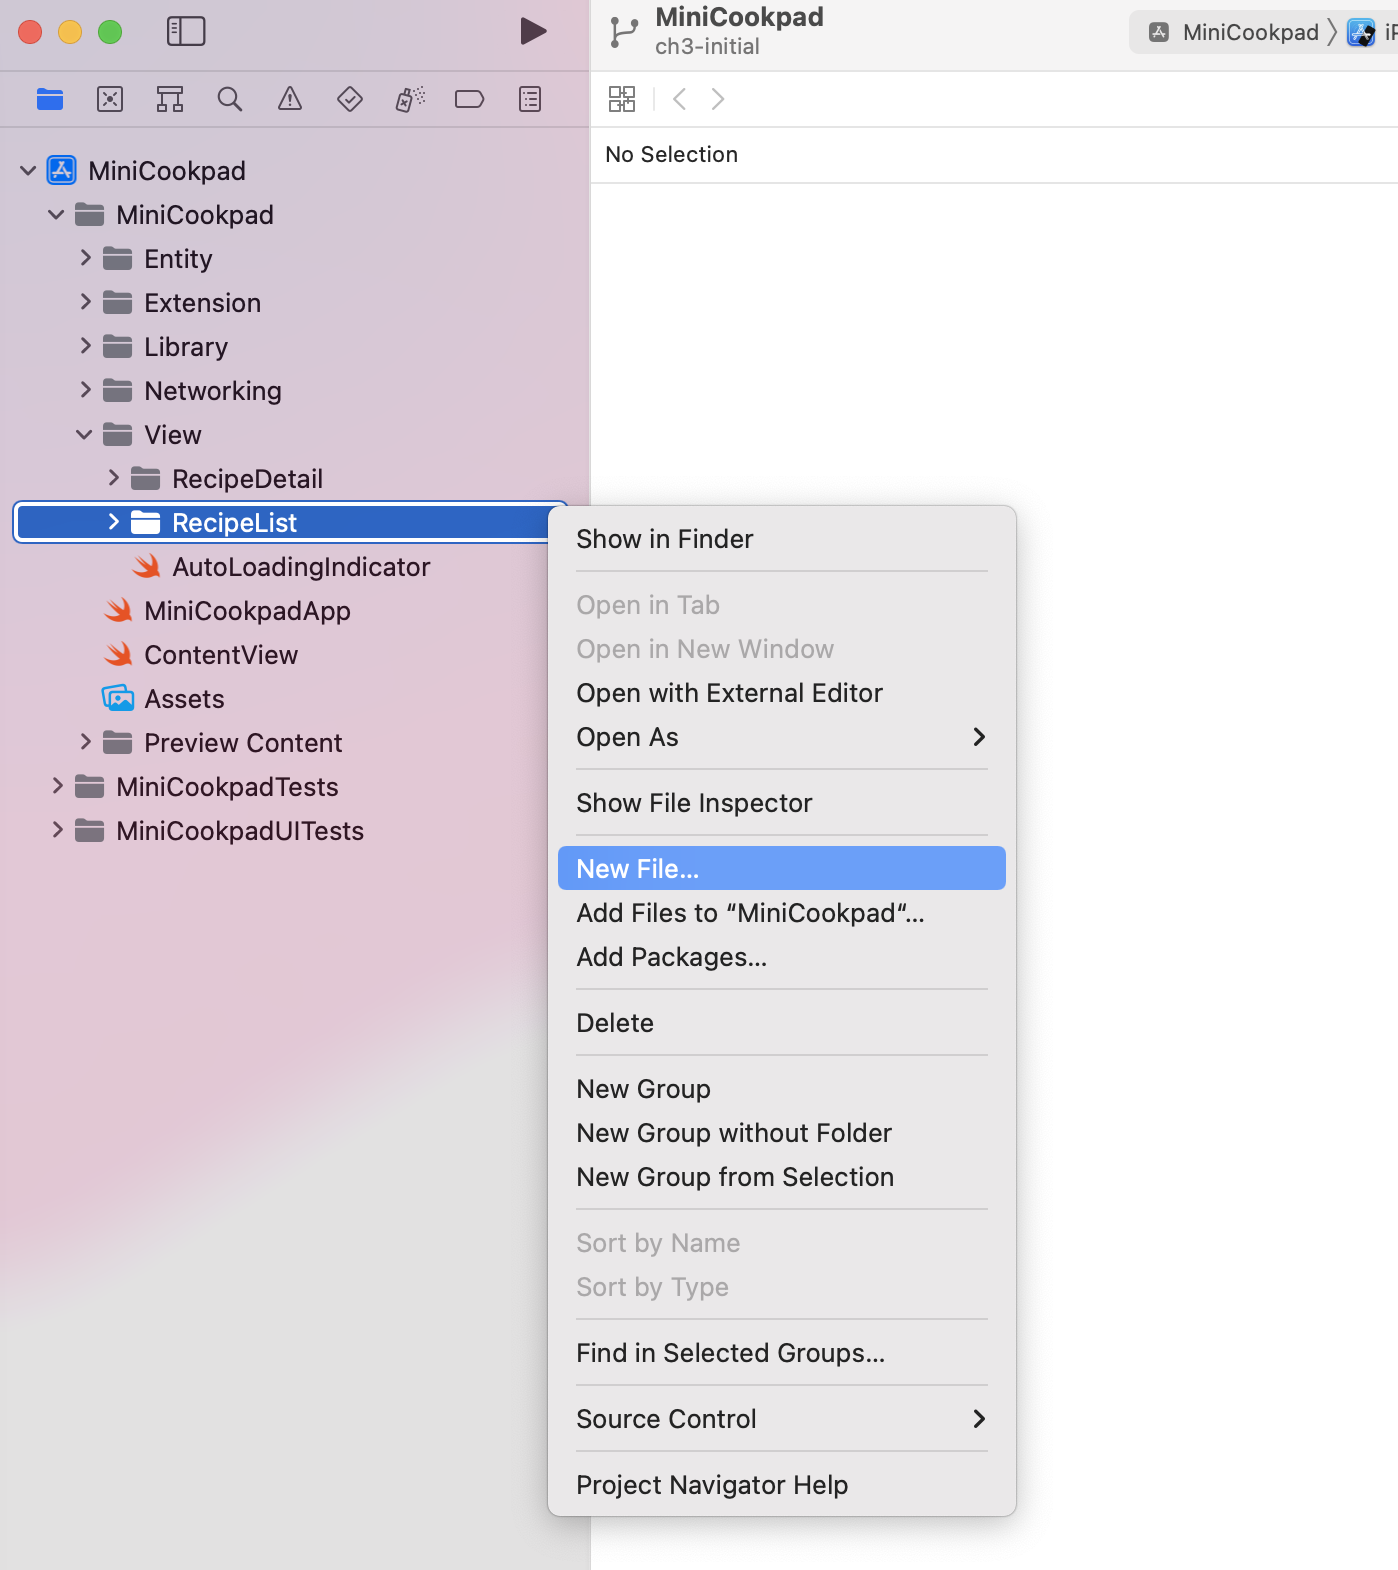 MiniCookpad
ch3-initial
MiniCookpad
No Selection
MiniCookpad
MiniCookpad
Entity
Extension
Library
Networking
View
RecipeDetail
RecipeList
AutoLoadingIndicator
MiniCookpadApp
ContentView
Assets
Preview Content
MiniCookpadTests
MiniCookpadUITests
Show in Finder
Open in Tab
Open in New Window
Open with External Editor
Open As
Show File Inspector
New File...
Add Files to “MiniCookpad“...
Add Packages...
Delete
New Group
New Group without Folder
New Group from Selection
Sort by Name
Sort by Type
Find in Selected Groups...
Source Control
Project Navigator Help